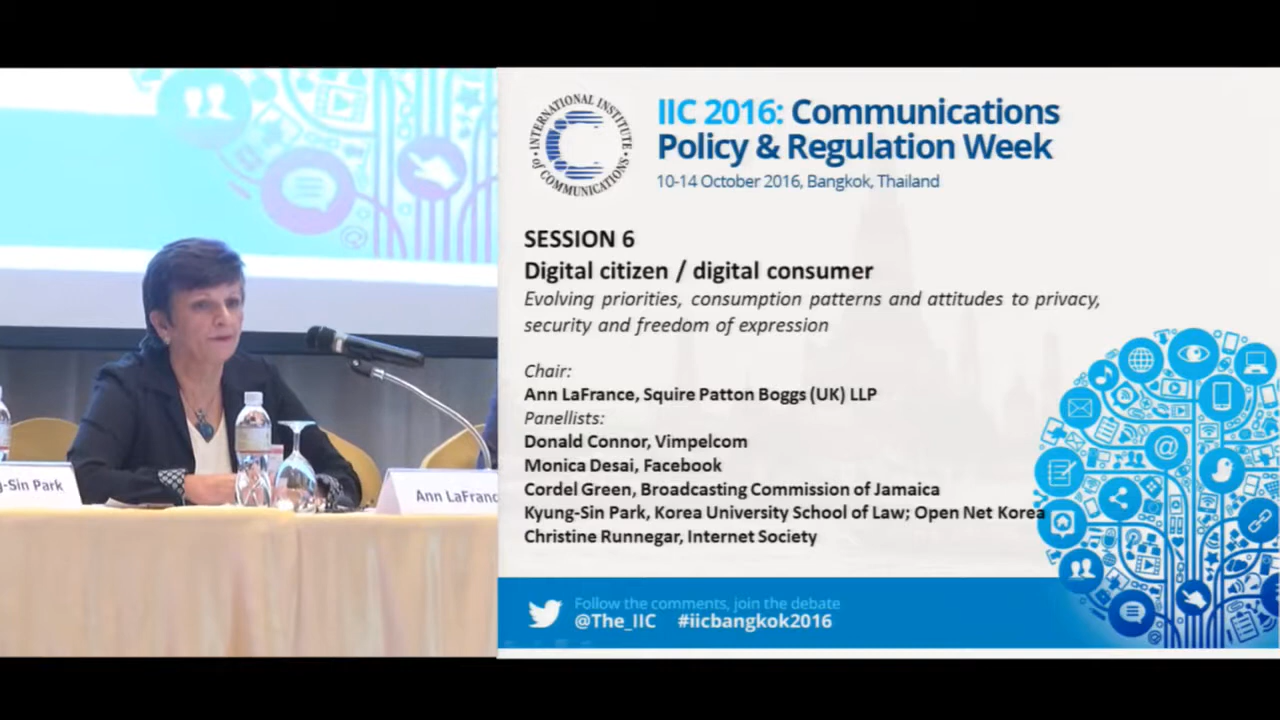 INTERNATIONAL INSTITUTE
of COMMUNICATIONS
IIC 2016: Communications
Policy & Regulation Week
10-14 October 2016, Bangkok, Thailand
SESSION 6
Digital citizen / digital consumer
Evolving priorities, consumption patterns and attitudes to privacy,
security and freedom of expression
Chair:
Ann LaFrance, Squire Patton Boggs (UK) LLP
Panellists:
Donald Connor, Vimpelcom
Monica Desai, Facebook
Cordel Green, Broadcasting Commission of Jamaica
Kyung-Sin Park, Korea University School of Law; Open Net Korea
Christine Runnegar, Internet Society
Follow the comments, join the debate
@The_IIC #iicbangkok2016
g-Sin Park
Ann LaFranc